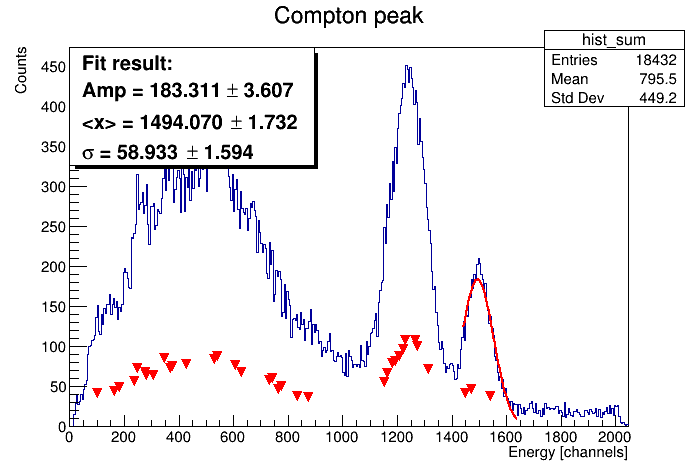 Compton peak
hist_sum
Entries 18432
Mean 795.5
Std Dev 449.2
Counts
Fit result:
Amp = 183.311 ± 3.607
<x> = 1494.070 ± 1.732
σ = 58.933 ± 1.594
450
400
350
300
250
200
150
100
50
0
0 200 400 600 800 1000 1200 1400 1600 1800 2000
Energy [channels]